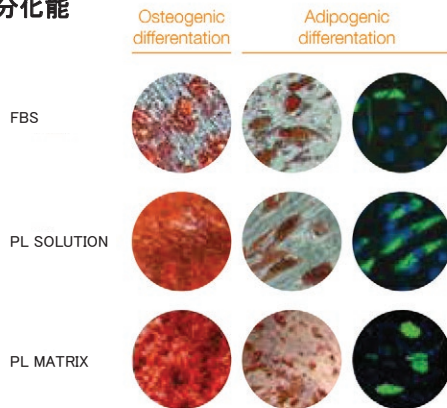 分化能
Osteogenic
differentation
Adipogenic
differentation
FBS
PL SOLUTION
PL MATRIX